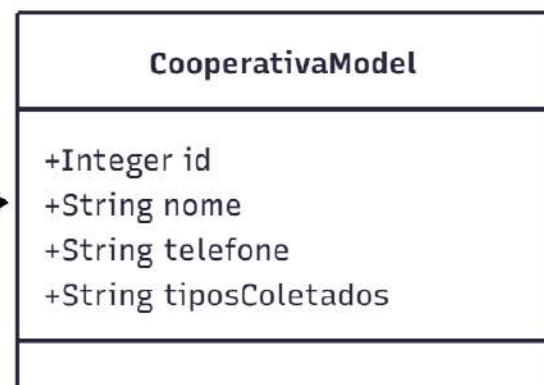 CooperativaModel
+Integer id
+String nome
+String telefone
+String tiposColetados